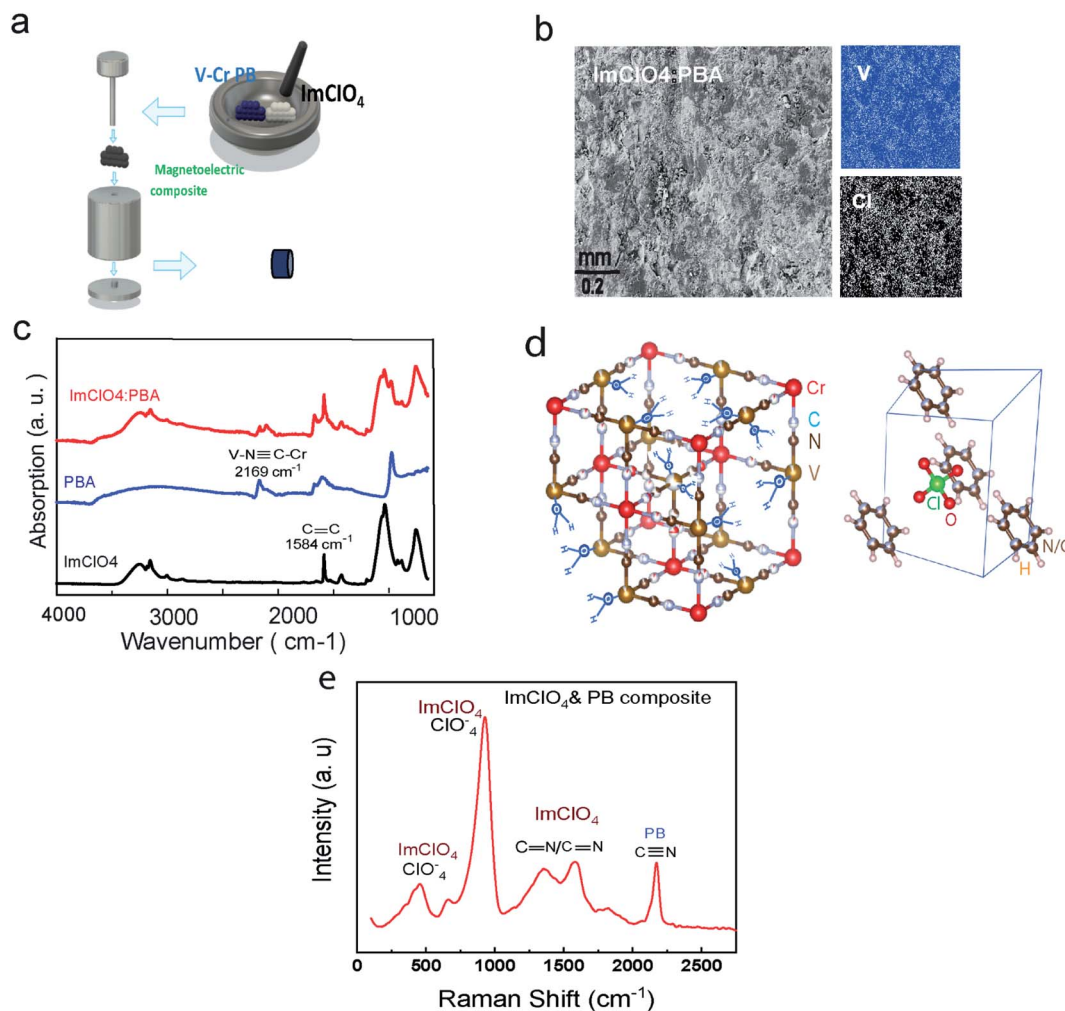 a
V-Cr PB
ImClO₄
Magnetoelectric
composite
b
ImClO4:PBA
mm
0.2
V
Cl
c
Absorption (a. u.)
ImClO4:PBA
V-N≡C-Cr
2169 cm⁻¹
PBA
C=C
1584 cm⁻¹
ImClO4
4000 3000 2000 1000
Wavenumber ( cm-1)
d
Cr
C
N
V
Cl
O
N/C
H
e
Intensity (a. u)
ImClO₄& PB composite
ImClO₄
ClO⁻₄
ImClO₄
ClO⁻₄
ImClO₄
C=N/C=N
PB
C≡N
0 500 1000 1500 2000 2500
Raman Shift (cm⁻¹)